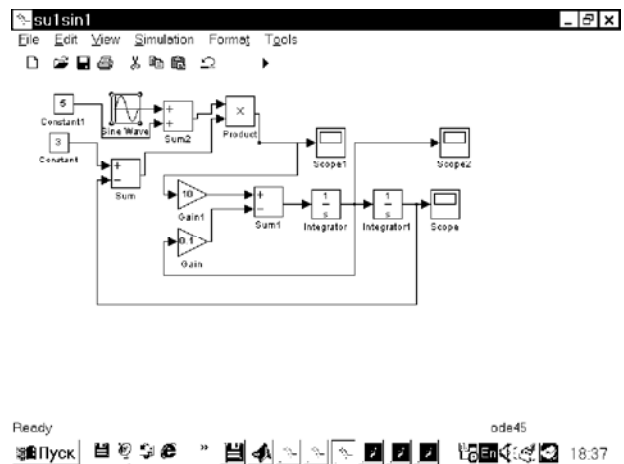 su1sin1
File Edit View Simulation Format Tools
Constant1
Sine Wave
+
+
Sum2
×
Product
3
Constant
+
−
Sum
Scope1
Scope2
10
Gain1
+
−
Sum1
1
s
Integrator
1
s
Integrator1
Scope
0.1
Gain
Ready
ode45
Пуск
»
En
18:37